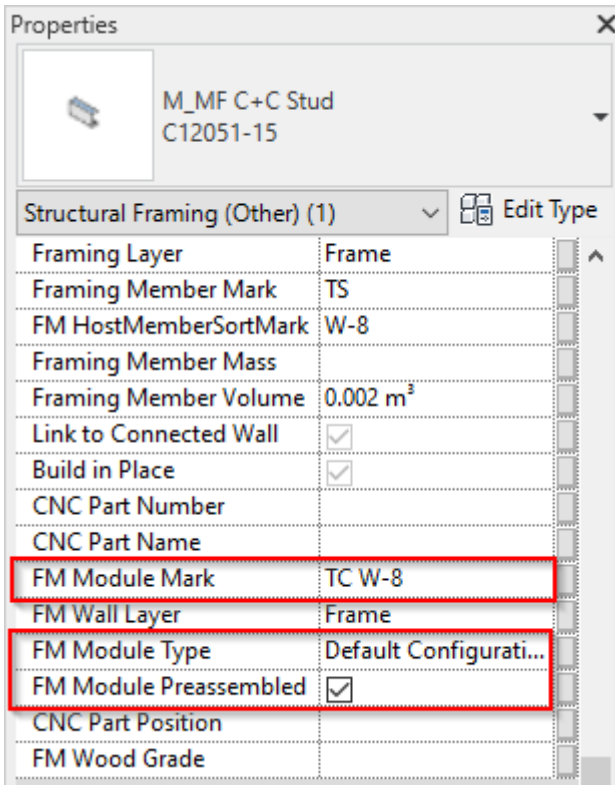 Properties
M_MF C+C Stud
C12051-15
Structural Framing (Other) (1) Edit Type
Framing Layer Frame
Framing Member Mark TS
FM HostMemberSortMark W-8
Framing Member Mass
Framing Member Volume 0.002 m³
Link to Connected Wall
Build in Place
CNC Part Number
CNC Part Name
FM Module Mark TC W-8
FM Wall Layer Frame
FM Module Type Default Configurati...
FM Module Preassembled
CNC Part Position
FM Wood Grade